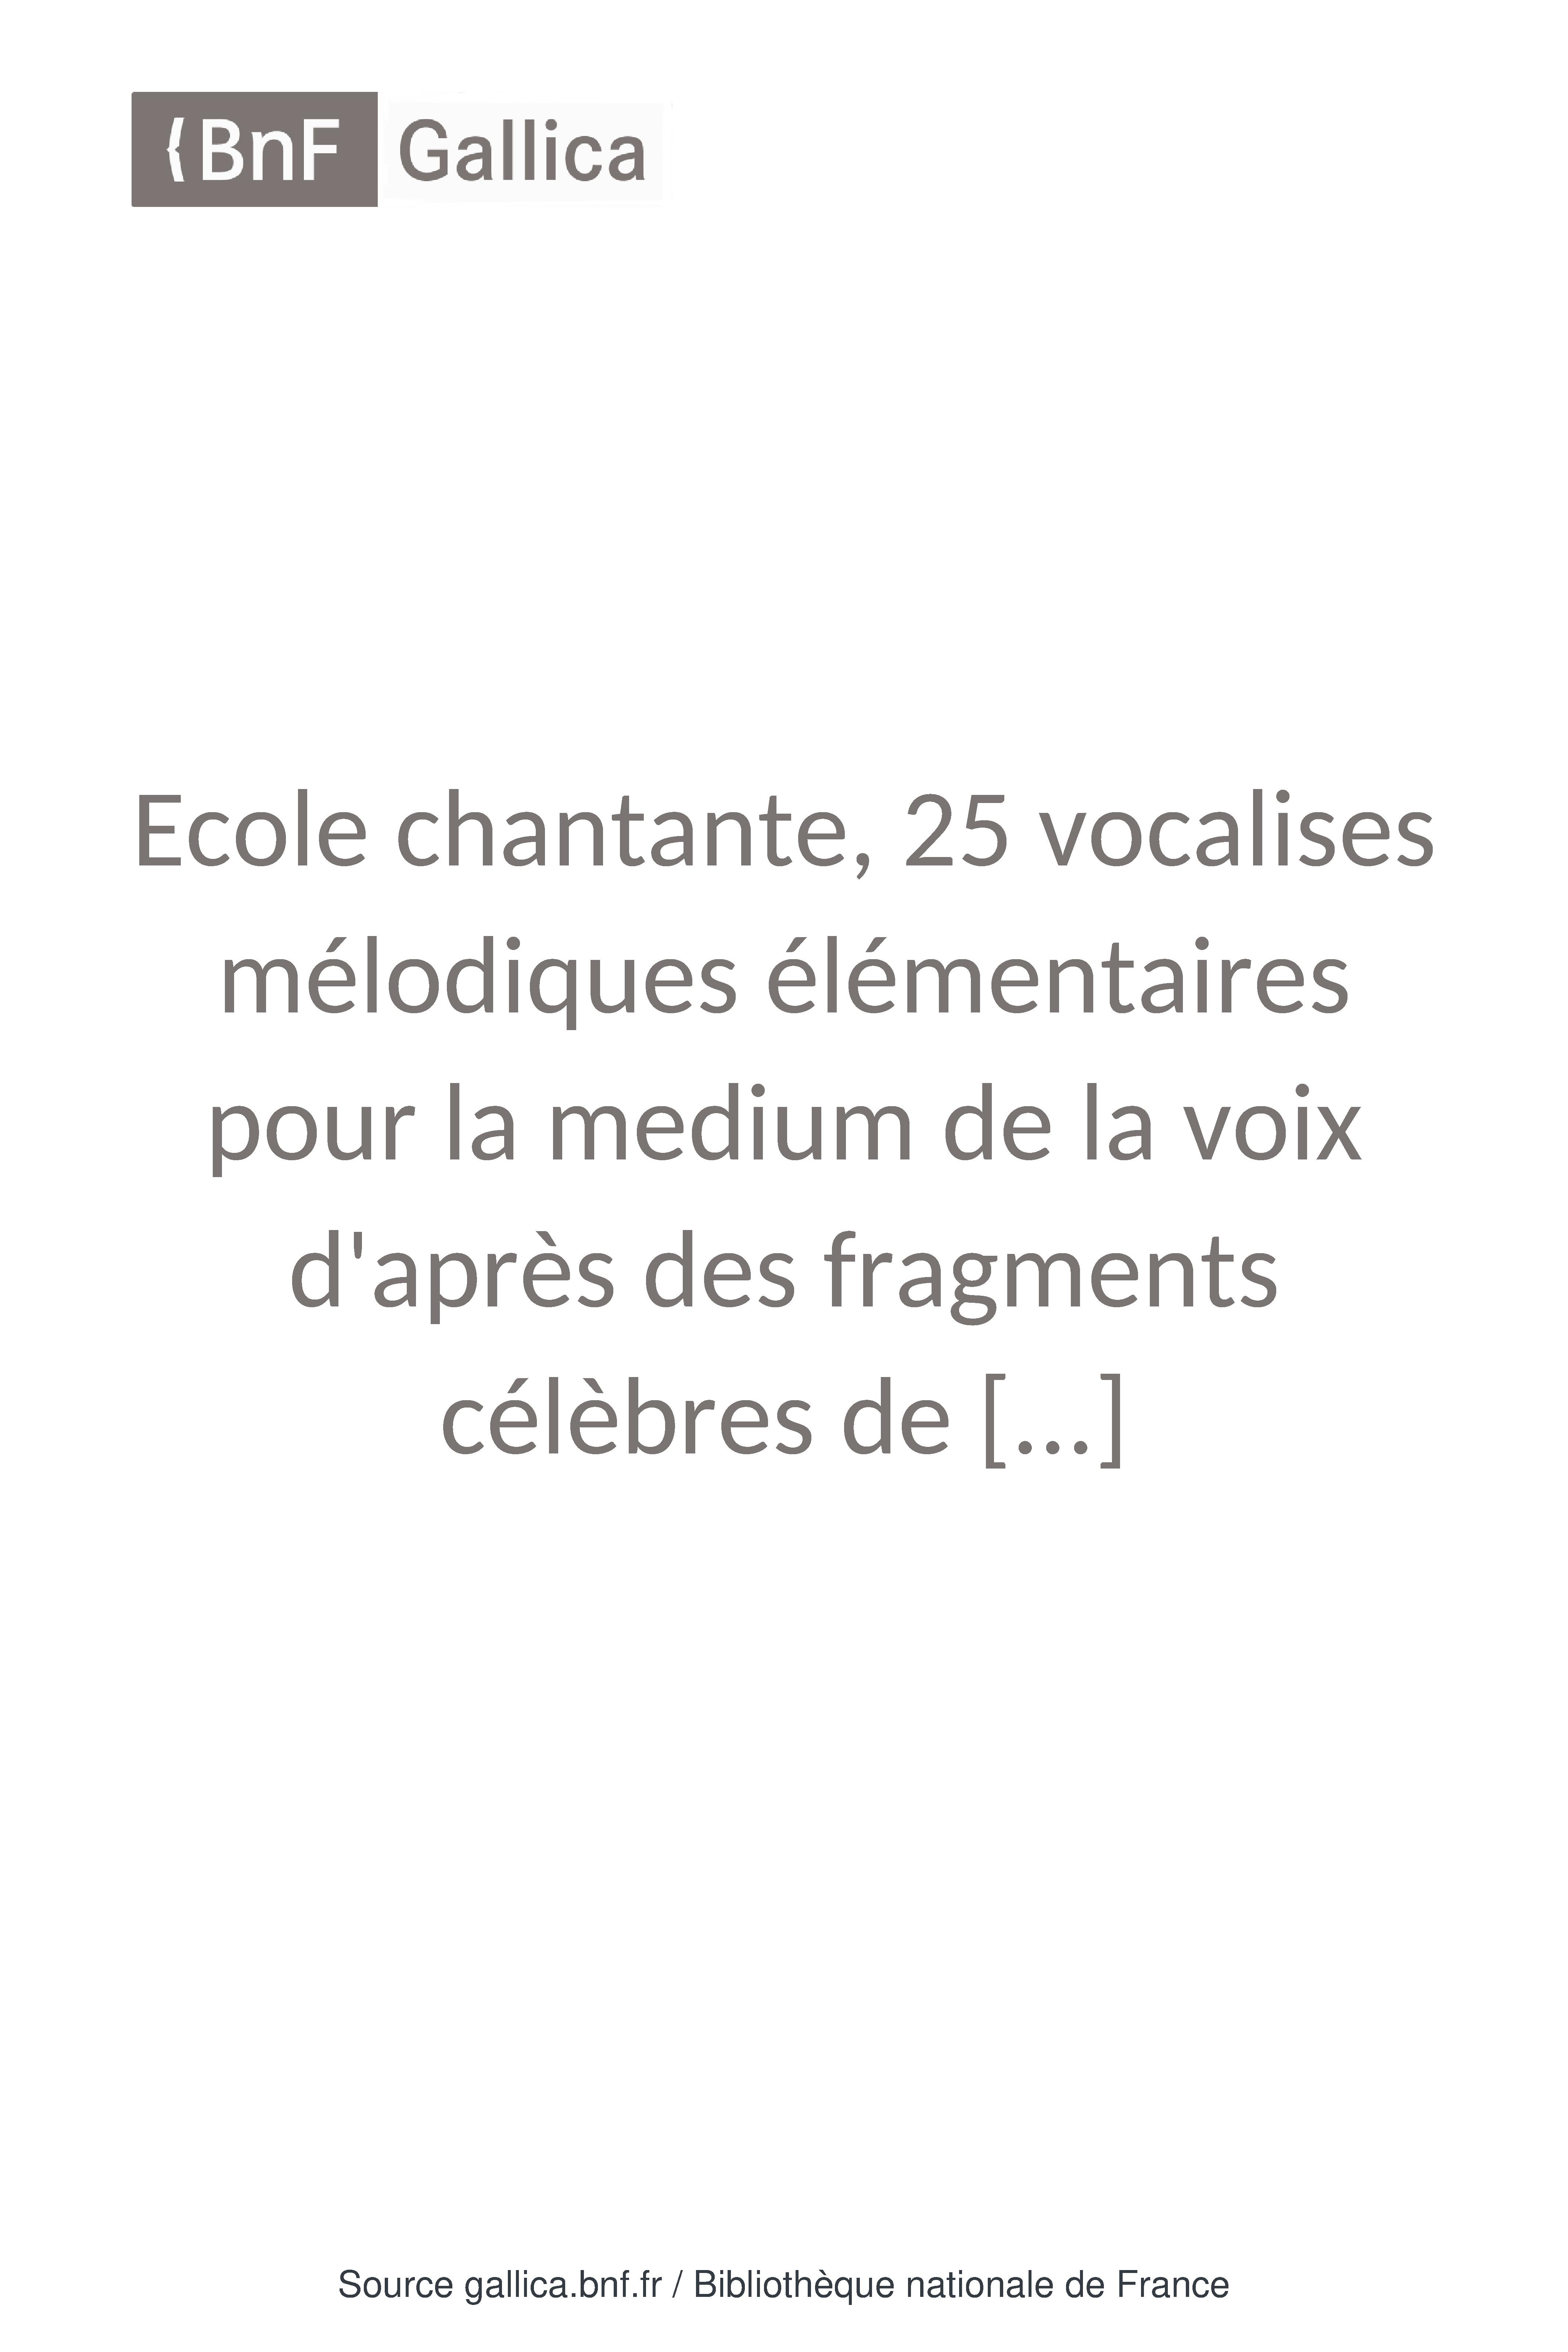 BnF Gallica
Ecole chantante, 25 vocalises
mélodiques élémentaires
pour la medium de la voix
d'après des fragments
célèbres de [...]
Source gallica.bnf.fr / Bibliothèque nationale de France